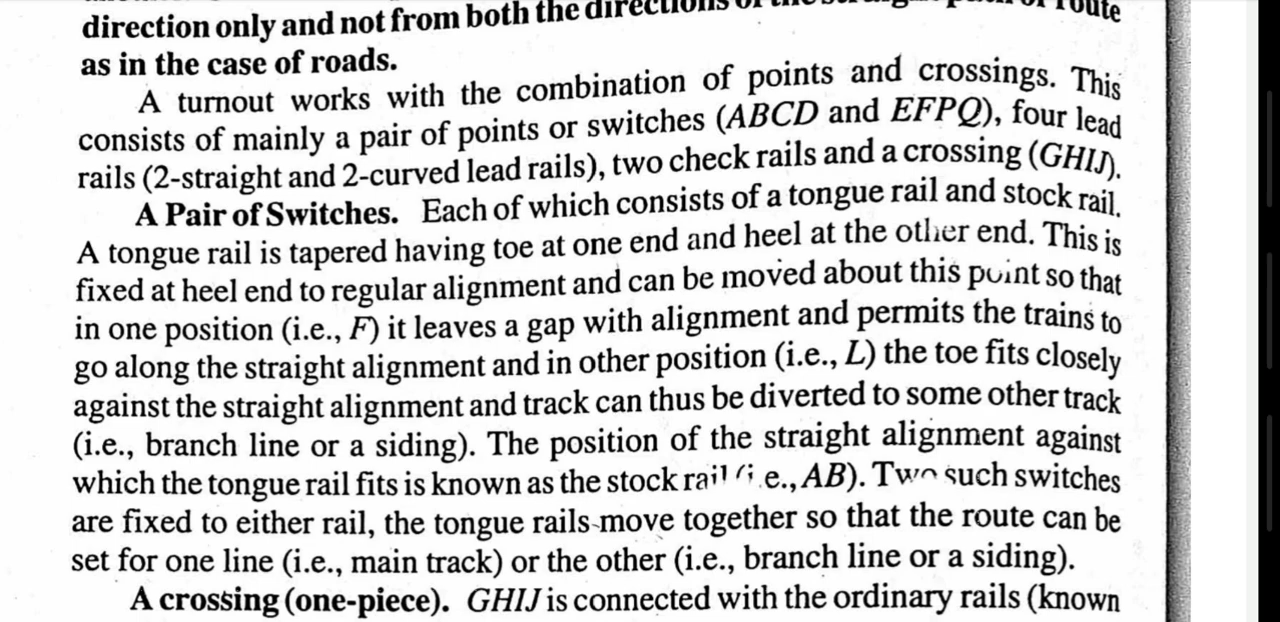 direction only and not from both the directions of the straight path or route
as in the case of roads.
A turnout works with the combination of points and crossings. This
consists of mainly a pair of points or switches (ABCD and EFPQ), four lead
rails (2-straight and 2-curved lead rails), two check rails and a crossing (GHIJ).
A Pair of Switches. Each of which consists of a tongue rail and stock rail.
A tongue rail is tapered having toe at one end and heel at the other end. This is
fixed at heel end to regular alignment and can be moved about this point so that
in one position (i.e., F) it leaves a gap with alignment and permits the trains to
go along the straight alignment and in other position (i.e., L) the toe fits closely
against the straight alignment and track can thus be diverted to some other track
(i.e., branch line or a siding). The position of the straight alignment against
which the tongue rail fits is known as the stock rail (i.e., AB). Two such switches
are fixed to either rail, the tongue rails move together so that the route can be
set for one line (i.e., main track) or the other (i.e., branch line or a siding).
A crossing (one-piece). GHIJ is connected with the ordinary rails (known